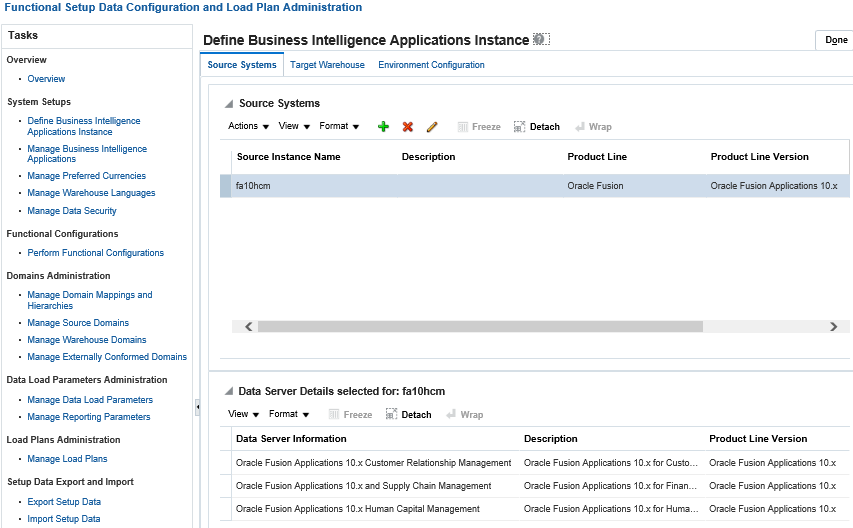 Functional Setup Data Configuration and Load Plan Administration
Tasks
Overview
Overview
System Setups
Define Business Intelligence
Applications Instance
Manage Business Intelligence
Applications
Manage Preferred Currencies
Manage Warehouse Languages
Manage Data Security
Functional Configurations
Perform Functional Configurations
Domains Administration
Manage Domain Mappings and
Hierarchies
Manage Source Domains
Manage Warehouse Domains
Manage Externally Conformed Domains
Data Load Parameters Administration
Manage Data Load Parameters
Manage Reporting Parameters
Load Plans Administration
Manage Load Plans
Setup Data Export and Import
Export Setup Data
Import Setup Data
Define Business Intelligence Applications Instance
Done
Source Systems Target Warehouse Environment Configuration
Source Systems
Actions View Format Freeze Detach Wrap
Source Instance Name Description Product Line Product Line Version
fa10hcm Oracle Fusion Oracle Fusion Applications 10.x
Data Server Details selected for: fa10hcm
View Format Freeze Detach Wrap
Data Server Information Description Product Line Version
Oracle Fusion Applications 10.x Customer Relationship Management Oracle Fusion Applications 10.x for Custo... Oracle Fusion Applications 10.x
Oracle Fusion Applications 10.x and Supply Chain Management Oracle Fusion Applications 10.x for Finan... Oracle Fusion Applications 10.x
Oracle Fusion Applications 10.x Human Capital Management Oracle Fusion Applications 10.x for Huma... Oracle Fusion Applications 10.x